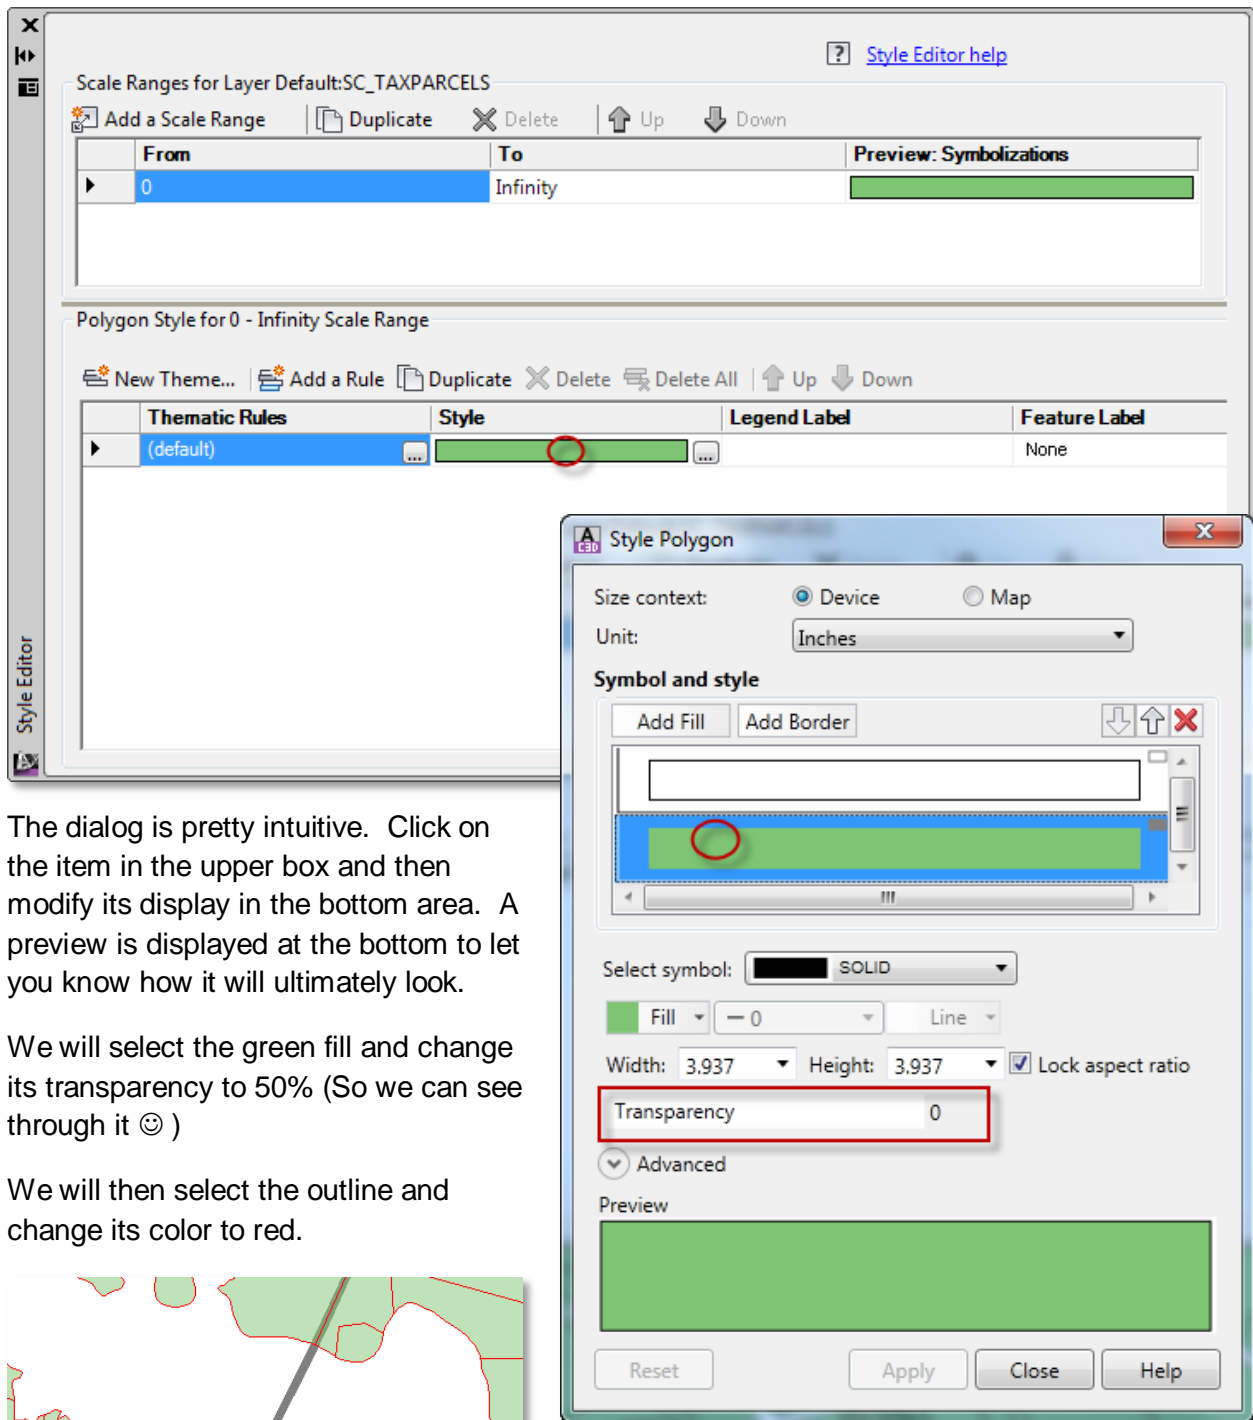 Style Editor help
Scale Ranges for Layer Default:SC_TAXPARCELS
Add a Scale Range Duplicate Delete Up Down
From To Preview: Symbolizations
0 Infinity
Polygon Style for 0 - Infinity Scale Range
New Theme... Add a Rule Duplicate Delete Delete All Up Down
Thematic Rules Style Legend Label Feature Label
(default) ... ... None
Style Editor
Style Polygon
Size context: Device Map
Unit: Inches
Symbol and style
Add Fill Add Border
Select symbol: SOLID
Fill 0 Line
Width: 3.937 Height: 3.937 Lock aspect ratio
Transparency 0
Advanced
Preview
Reset Apply Close Help
The dialog is pretty intuitive. Click on
the item in the upper box and then
modify its display in the bottom area. A
preview is displayed at the bottom to let
you know how it will ultimately look.
We will select the green fill and change
its transparency to 50% (So we can see
through it ☺ )
We will then select the outline and
change its color to red.